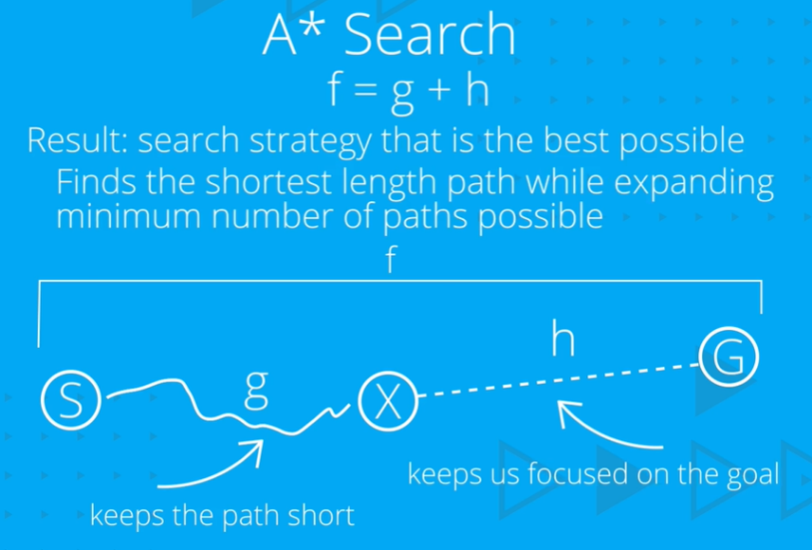 A* Search
f = g + h
Result: search strategy that is the best possible
Finds the shortest length path while expanding
minimum number of paths possible
f
h
G
S
g
X
keeps us focused on the goal
keeps the path short